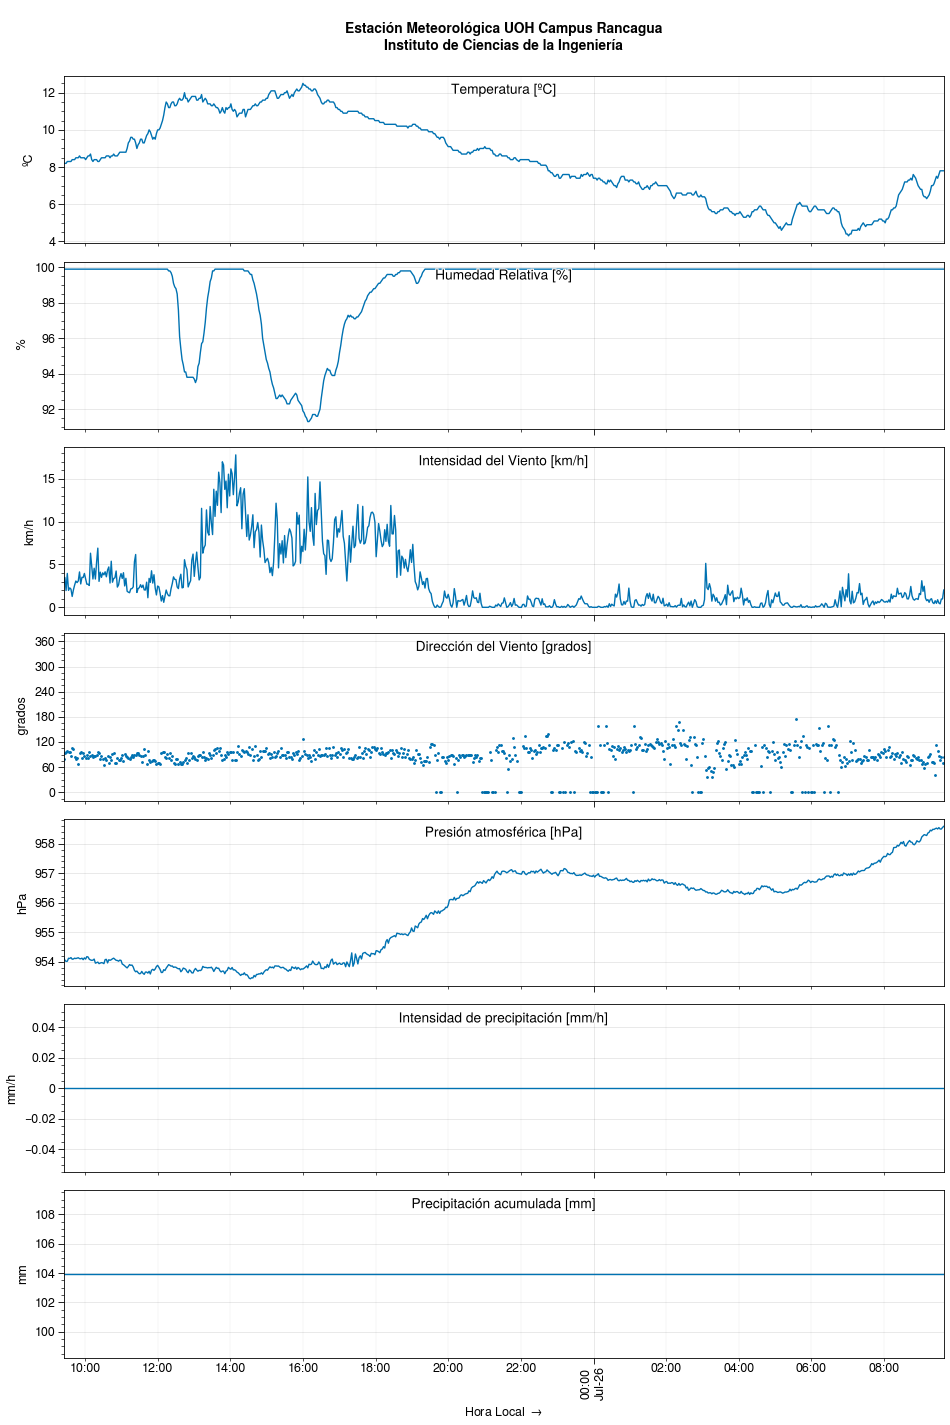 Estación Meteorológica UOH Campus Rancagua
Instituto de Ciencias de la Ingeniería
Temperatura [ºC]
ºC
12
10
8
6
4
Humedad Relativa [%]
%
100
98
96
94
92
Intensidad del Viento [km/h]
km/h
15
10
5
0
Dirección del Viento [grados]
grados
360
300
240
180
120
60
0
Presión atmosférica [hPa]
hPa
958
957
956
955
954
Intensidad de precipitación [mm/h]
mm/h
0.04
0.02
0
−0.02
−0.04
Precipitación acumulada [mm]
mm
108
106
104
102
100
10:00 12:00 14:00 16:00 18:00 20:00 22:00 00:00 02:00 04:00 06:00 08:00
Jul-26
Hora Local →